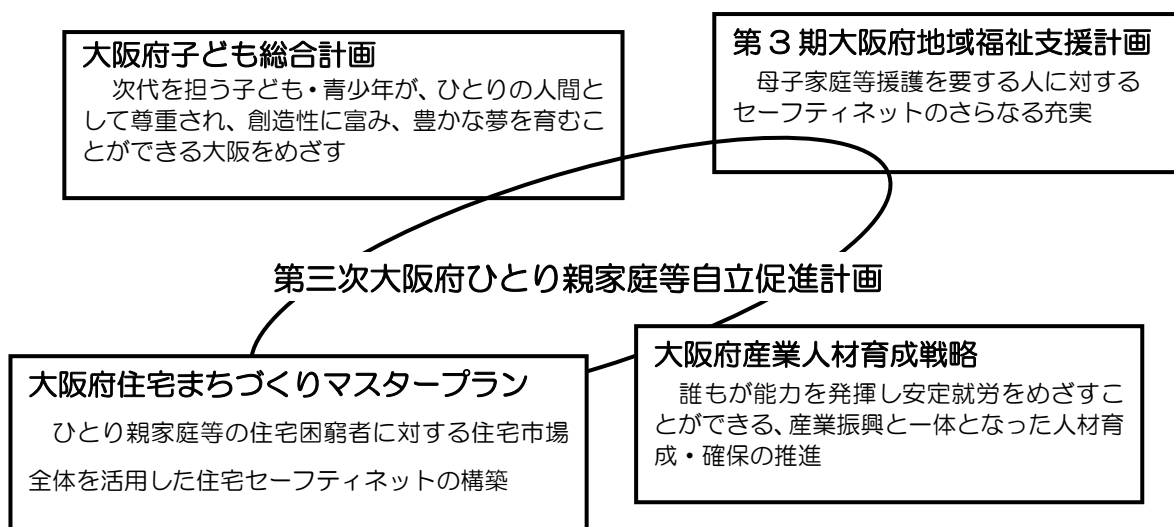 大阪府子ども総合計画
次代を担う子ども・青少年が、ひとりの人間と
して尊重され、創造性に富み、豊かな夢を育むこ
とができる大阪をめざす
第3期大阪府地域福祉支援計画
母子家庭等援護を要する人に対する
セーフティネットのさらなる充実
第三次大阪府ひとり親家庭等自立促進計画
大阪府住宅まちづくりマスタープラン
ひとり親家庭等の住宅困窮者に対する住宅市場
全体を活用した住宅セーフティネットの構築
大阪府産業人材育成戦略
誰もが能力を発揮し安定就労をめざすこ
とができる、産業振興と一体となった人材育
成・確保の推進